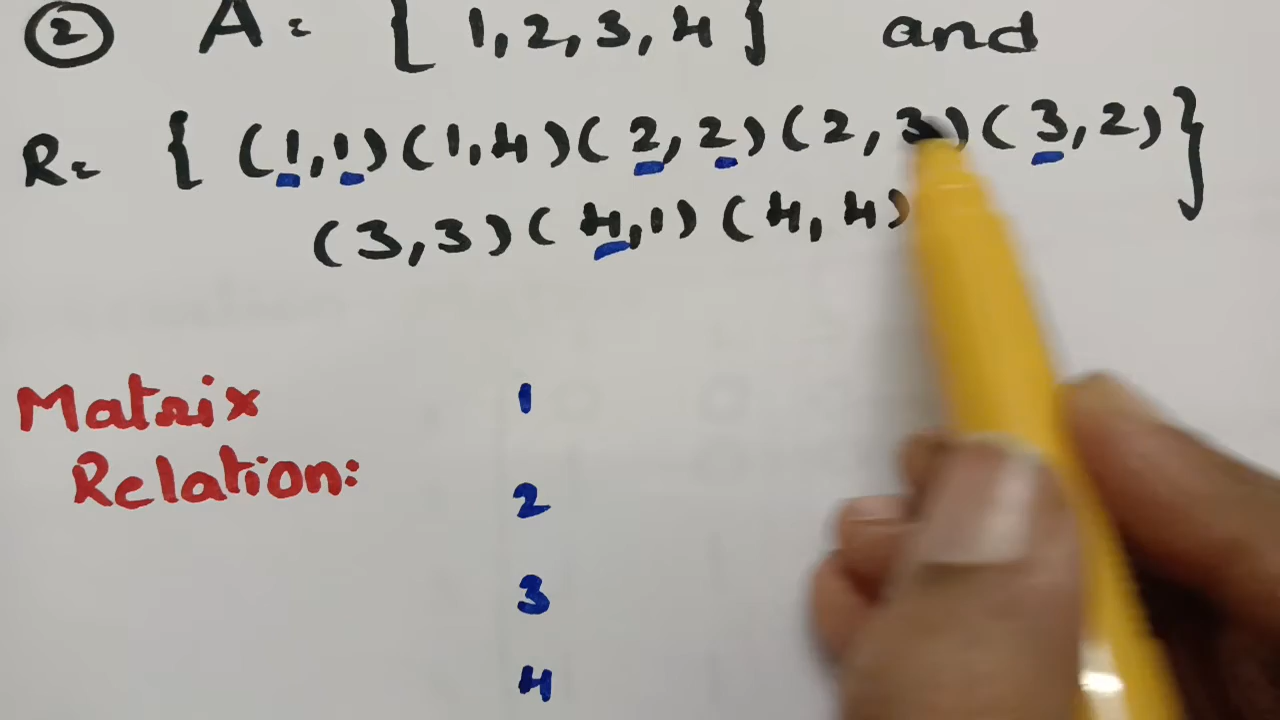 2 A = { 1, 2, 3, 4 } and
R = { (1,1) (1,4) (2,2) (2,3) (3,2) }
(3,3) (4,1) (4,4)
Matrix
Relation:
1
2
3
4